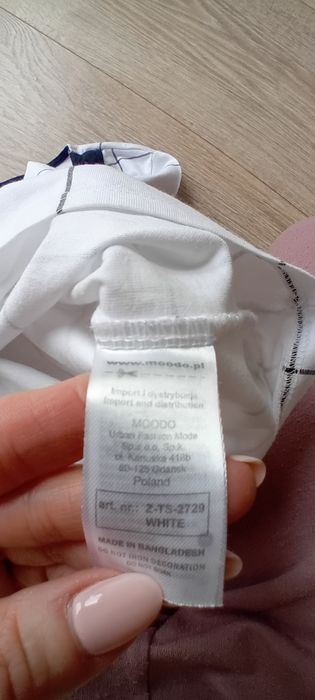 www.moodo.pl
Import i dystrybucja
Import and distribution
MOODO
Urban Fashion Mode
Sp.z o.o. Sp.k.
ul. Kartuska 418b
80-125 Gdańsk
Poland
art. nr.: Z-TS-2729
WHITE
MADE IN BANGLADESH
DO NOT IRON DECORATION
DO NOT SOAK